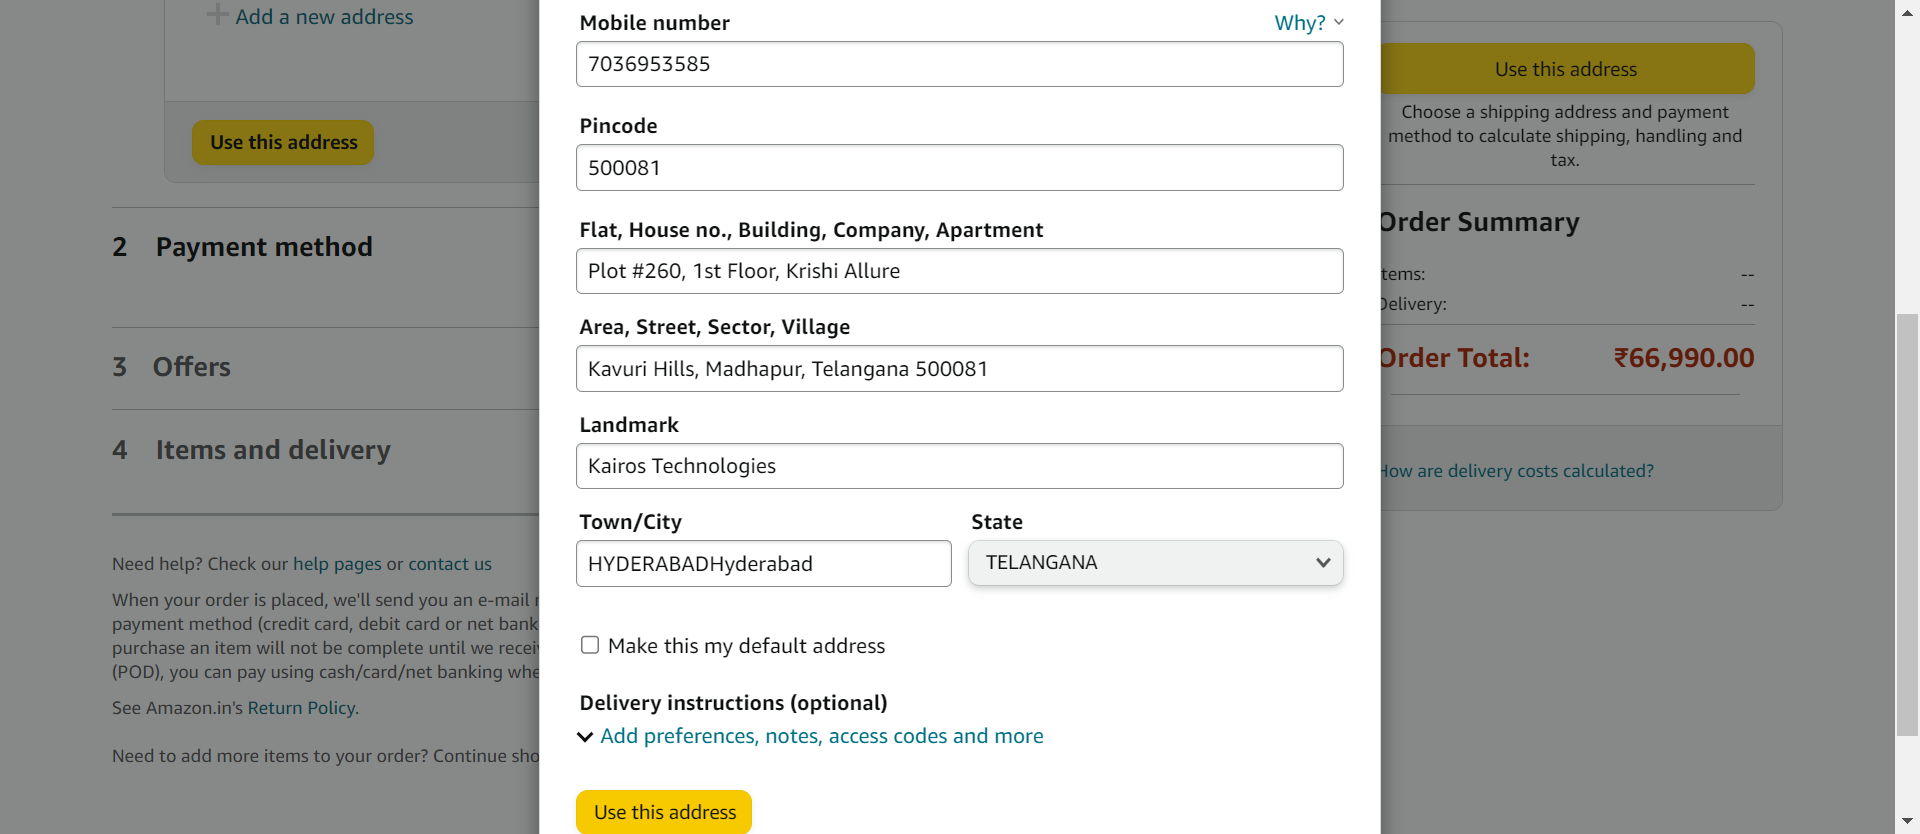 Add a new address
Use this address
2 Payment method
3 Offers
4 Items and delivery
Need help? Check our help pages or contact us
When your order is placed, we'll send you an e-mail
payment method (credit card, debit card or net bank
purchase an item will not be complete until we recei
(POD), you can pay using cash/card/net banking whe
See Amazon.in's Return Policy.
Need to add more items to your order? Continue sho
Mobile number
Why?
7036953585
Pincode
500081
Flat, House no., Building, Company, Apartment
Plot #260, 1st Floor, Krishi Allure
Area, Street, Sector, Village
Kavuri Hills, Madhapur, Telangana 500081
Landmark
Kairos Technologies
Town/City
State
HYDERABADHyderabad
TELANGANA
Make this my default address
Delivery instructions (optional)
Add preferences, notes, access codes and more
Use this address
Use this address
Choose a shipping address and payment
method to calculate shipping, handling and
tax.
Order Summary
tems: --
Delivery: --
Order Total: ₹66,990.00
How are delivery costs calculated?